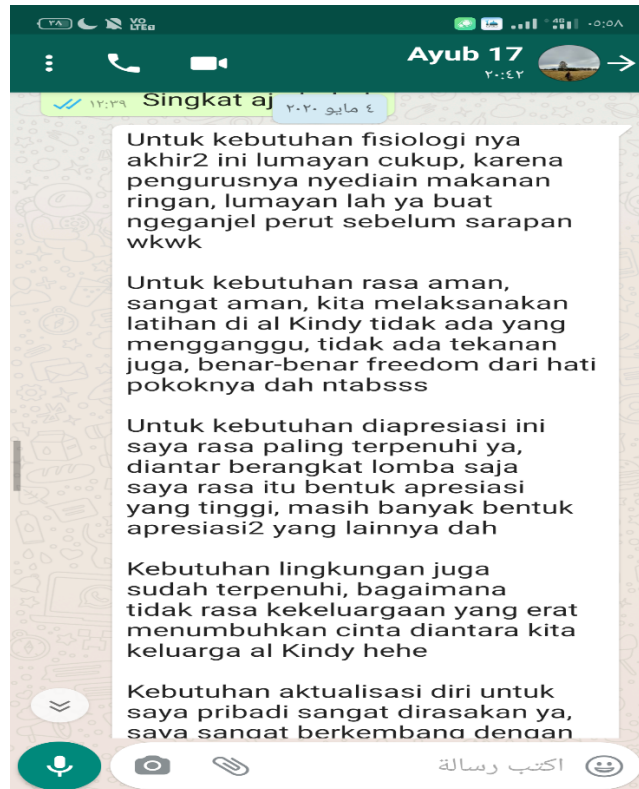 ٣٨
VO
LTE
4G
٠٥:٥٨
Ayub 17
٢٠:٤٢
Singkat aj
١٢:٣٩
٤ مايو ٢٠٢٠
Untuk kebutuhan fisiologi nya
akhir2 ini lumayan cukup, karena
pengurusnya nyediain makanan
ringan, lumayan lah ya buat
ngeganjel perut sebelum sarapan
wkwk
Untuk kebutuhan rasa aman,
sangat aman, kita melaksanakan
latihan di al Kindy tidak ada yang
mengganggu, tidak ada tekanan
juga, benar-benar freedom dari hati
pokoknya dah ntabsss
Untuk kebutuhan diapresiasi ini
saya rasa paling terpenuhi ya,
diantar berangkat lomba saja
saya rasa itu bentuk apresiasi
yang tinggi, masih banyak bentuk
apresiasi2 yang lainnya dah
Kebutuhan lingkungan juga
sudah terpenuhi, bagaimana
tidak rasa kekeluargaan yang erat
menumbuhkan cinta diantara kita
keluarga al Kindy hehe
Kebutuhan aktualisasi diri untuk
saya pribadi sangat dirasakan ya,
saya sangat berkembang dengan
اكتب رسالة